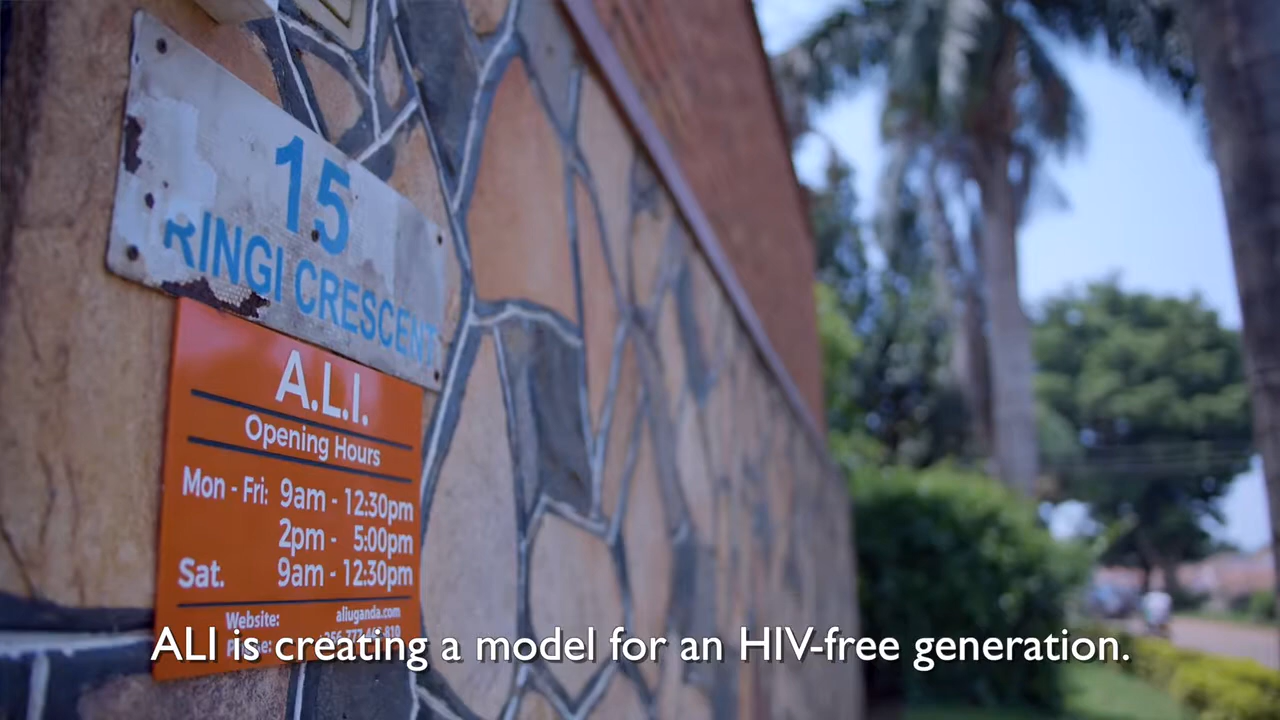 15
RINGI CRESCENT
A.L.I.
Opening Hours
Mon - Fri: 9am - 12:30pm
2pm - 5:00pm
Sat. 9am - 12:30pm
Website: aliuganda.com
ALI is creating a model for an HIV-free generation.